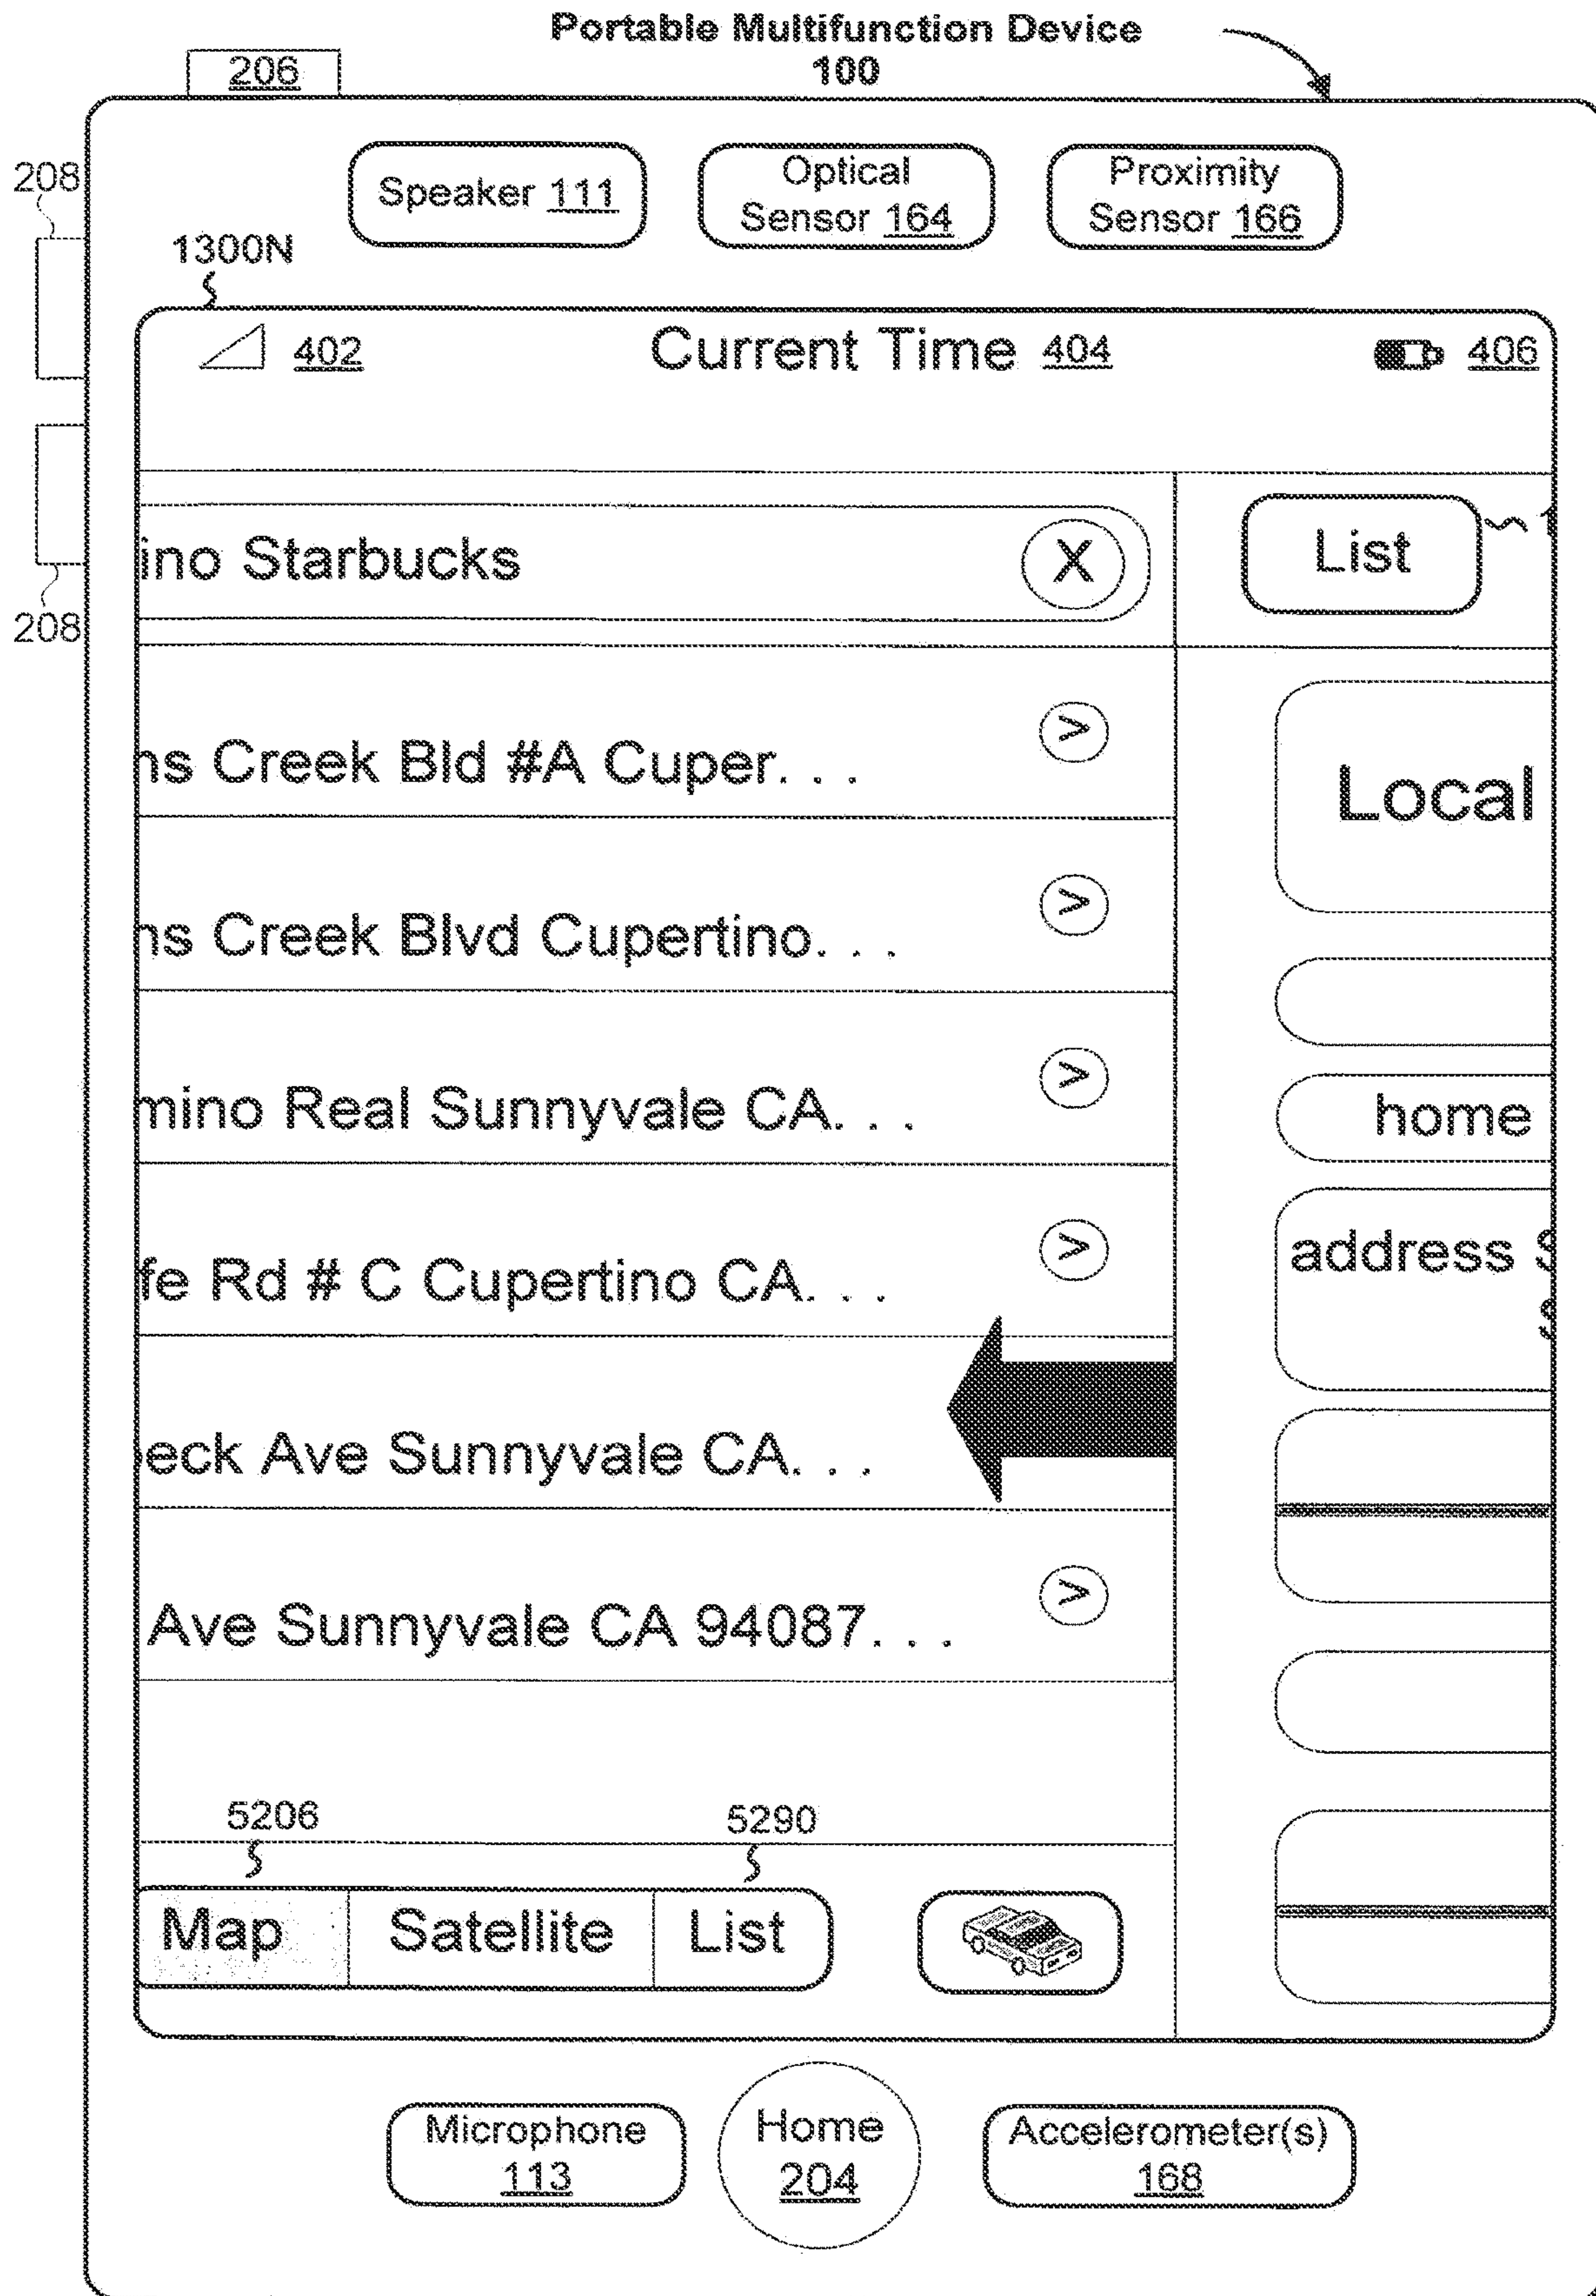 Portable Multifunction Device
100
206
208
Speaker 111
Optical
Sensor 164
Proximity
Sensor 166
1300N
402
Current Time 404
406
ino Starbucks
X
List
208
ns Creek Bld #A Cuper. . .
>
Local
ns Creek Blvd Cupertino. . .
>
mino Real Sunnyvale CA. . .
>
home
fe Rd # C Cupertino CA. . .
>
address
eck Ave Sunnyvale CA. . .
Ave Sunnyvale CA 94087. . .
>
5206
5290
Map
Satellite
List
Microphone
113
Home
204
Accelerometer(s)
168